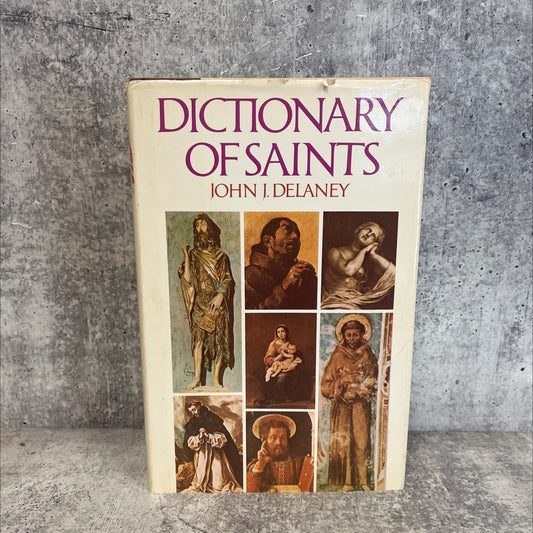 DICTIONARY
OF SAINTS
JOHN J. DELANEY